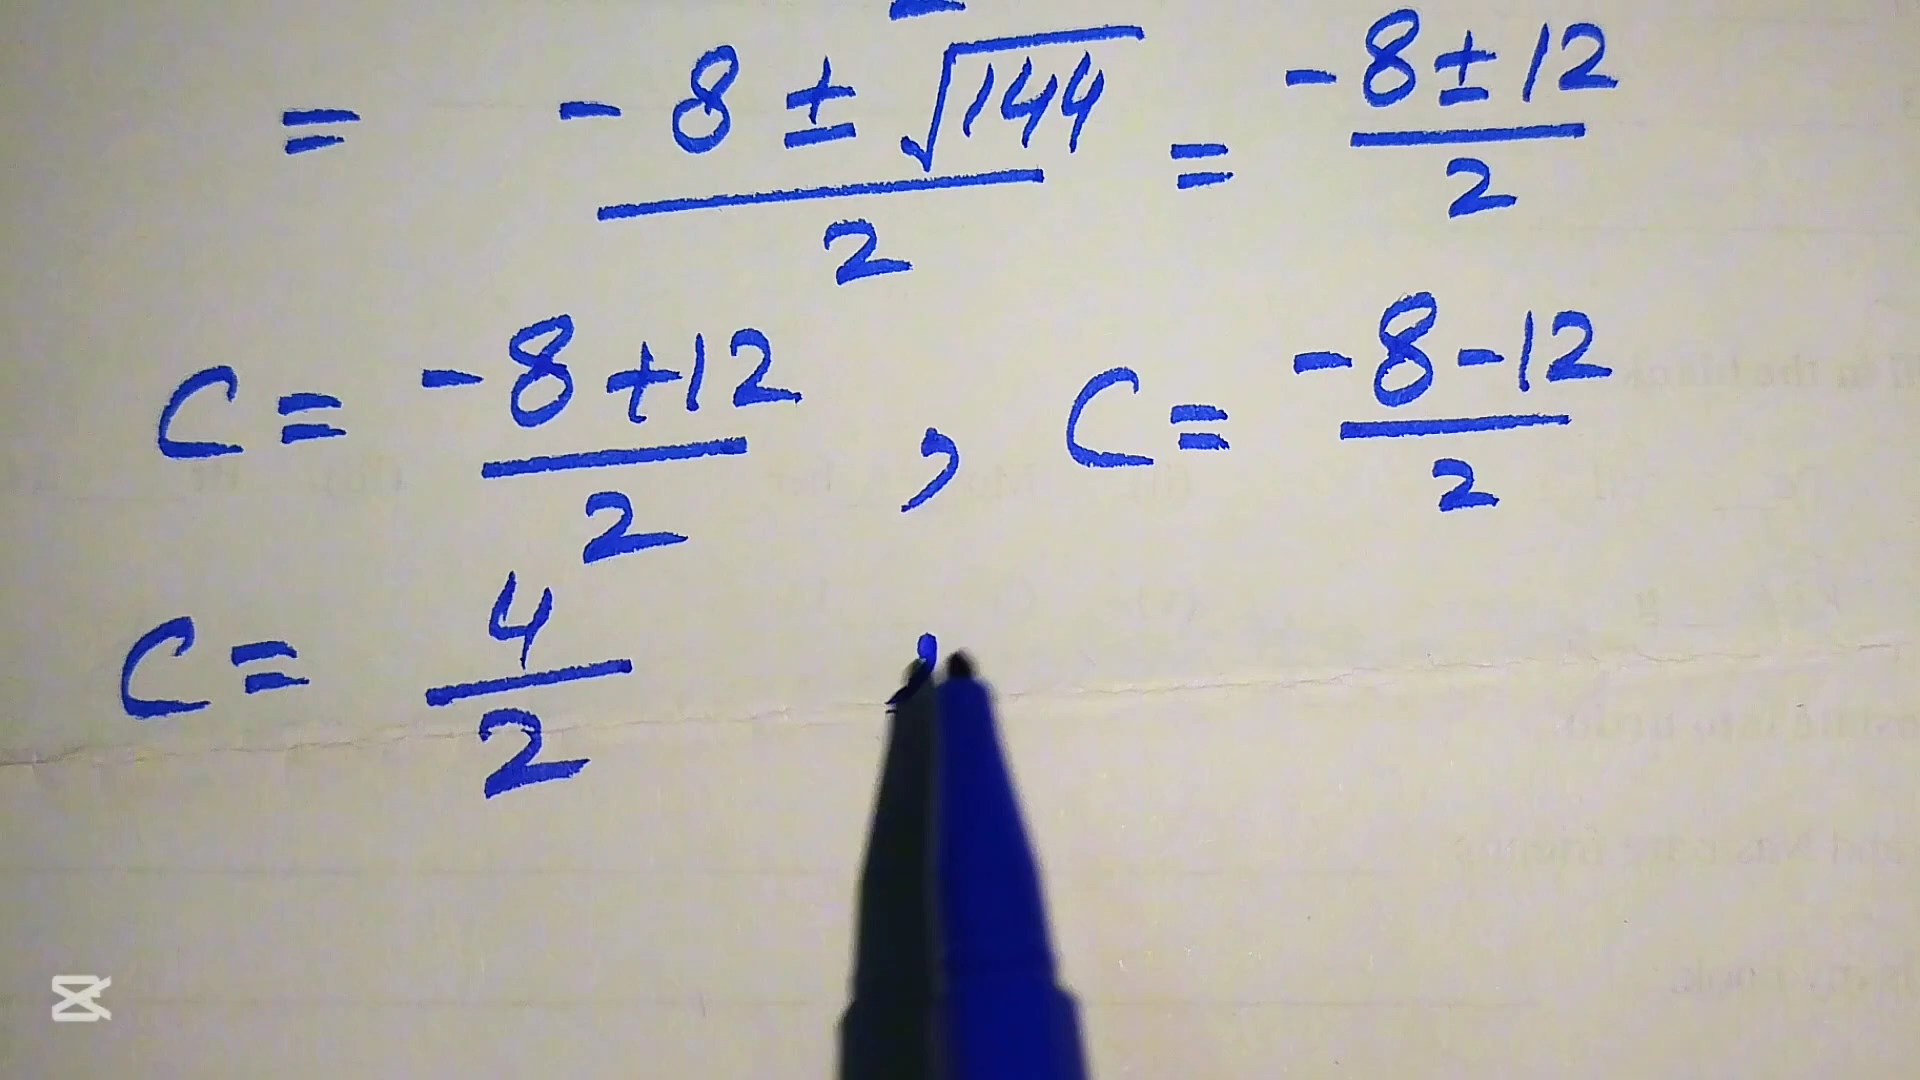 = -8 ± √144 / 2 = -8 ± 12 / 2
C = -8 + 12 / 2 , C = -8 - 12 / 2
C = 4 / 2 ,